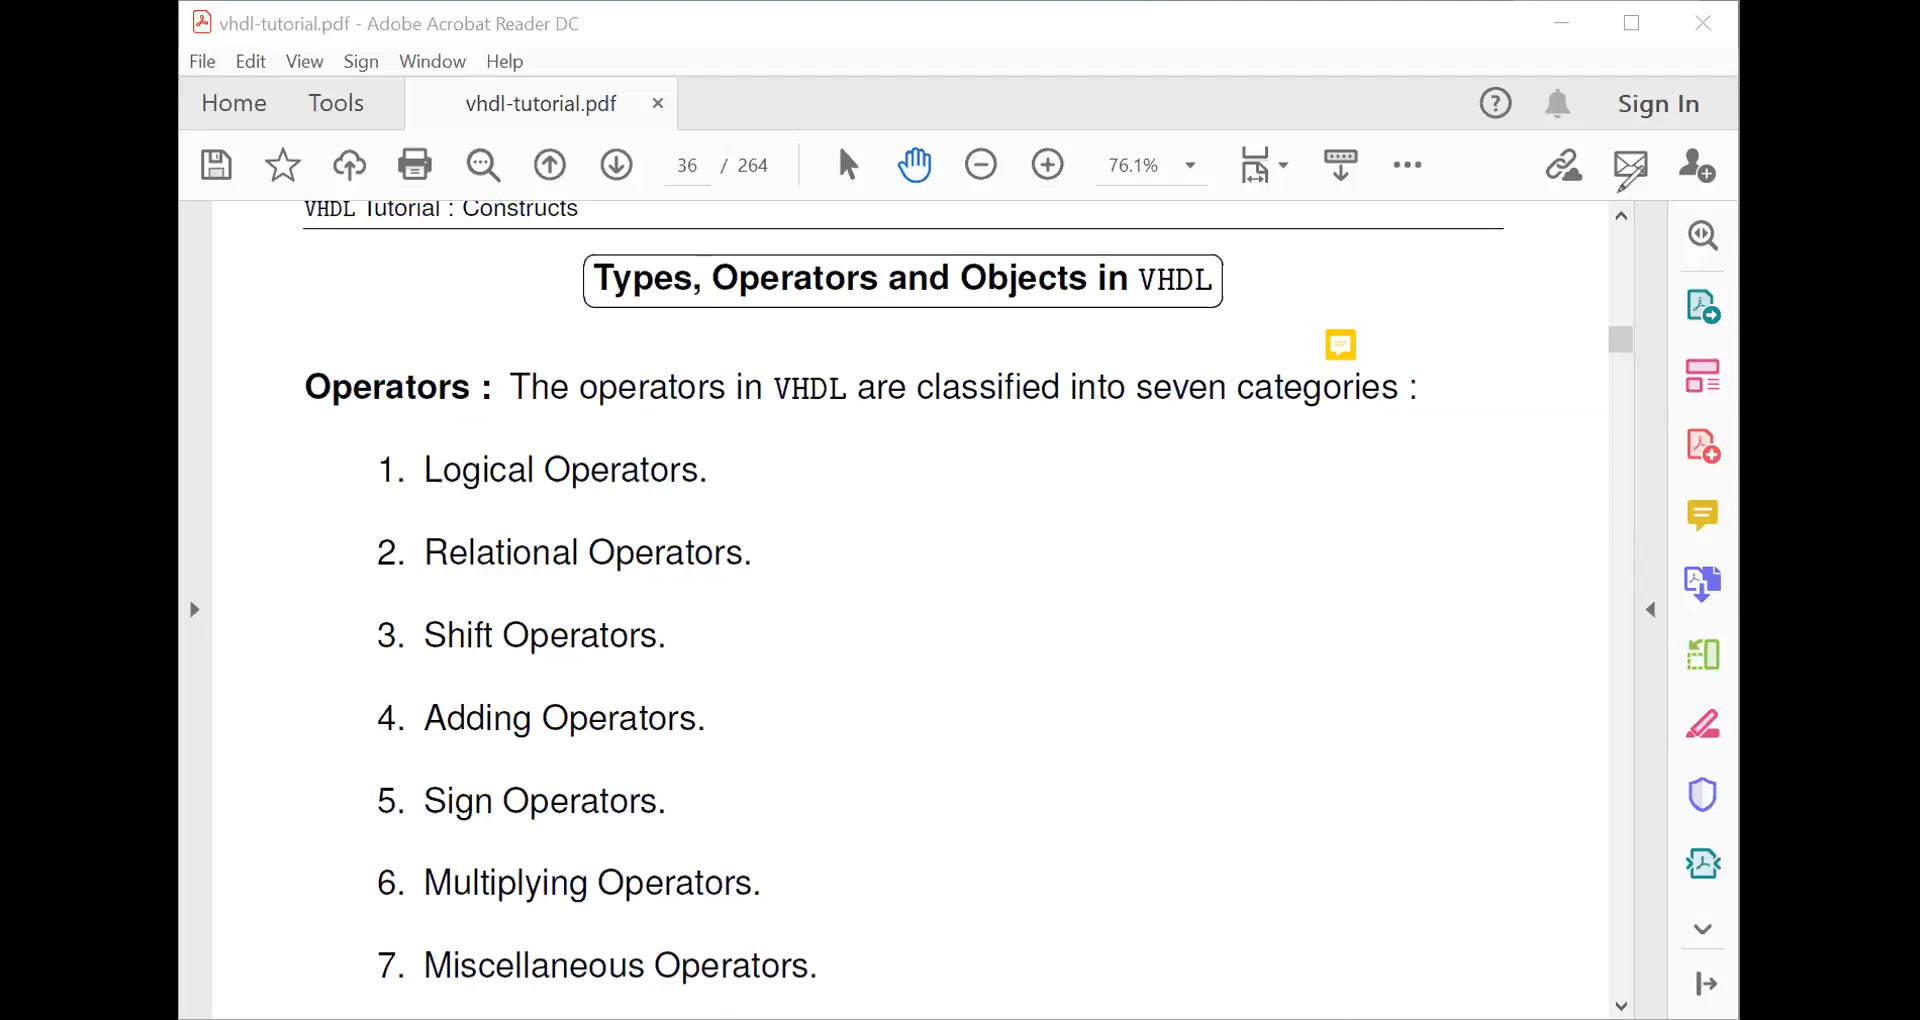 vhdl-tutorial.pdf - Adobe Acrobat Reader DC
File Edit View Sign Window Help
Home Tools vhdl-tutorial.pdf × ? Sign In
36 / 264 76.1%
VHDL Tutorial : Constructs
Types, Operators and Objects in VHDL
Operators : The operators in VHDL are classified into seven categories :
1. Logical Operators.
2. Relational Operators.
3. Shift Operators.
4. Adding Operators.
5. Sign Operators.
6. Multiplying Operators.
7. Miscellaneous Operators.